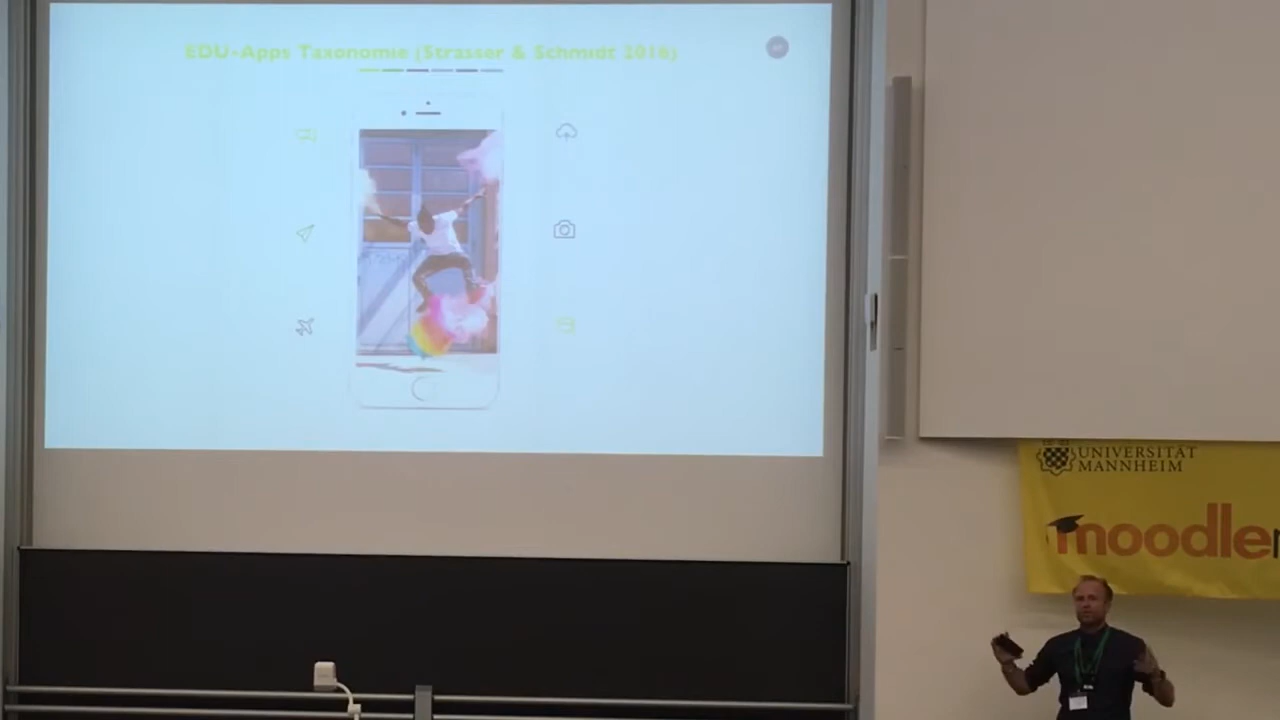 EDU-Apps Taxonomie (Strasser & Schmidt 2016)
UNIVERSITÄT
MANNHEIM
moodle